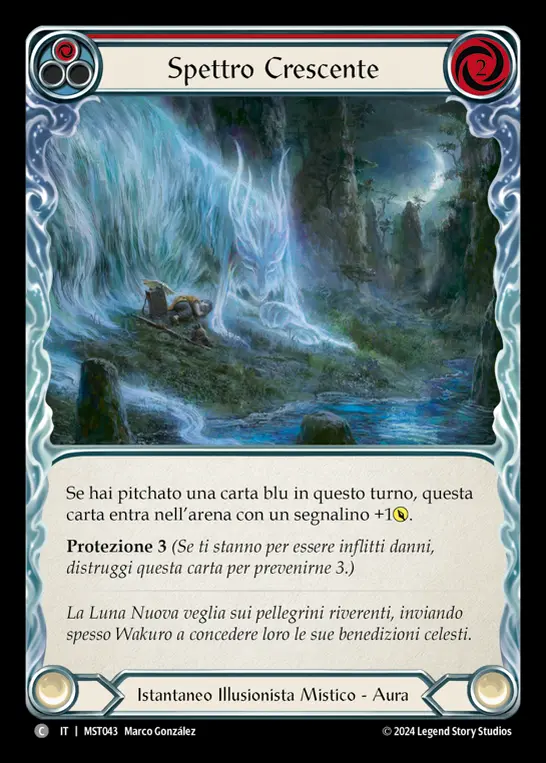 Spettro Crescente
2
Se hai pitchato una carta blu in questo turno, questa
carta entra nell'arena con un segnalino +1.
Protezione 3 (Se ti stanno per essere inflitti danni,
distruggi questa carta per prevenirne 3.)
La Luna Nuova veglia sui pellegrini riverenti, inviando
spesso Wakuro a concedere loro le sue benedizioni celesti.
Istantaneo Illusionista Mistico - Aura
C IT | MST043 Marco González © 2024 Legend Story Studios